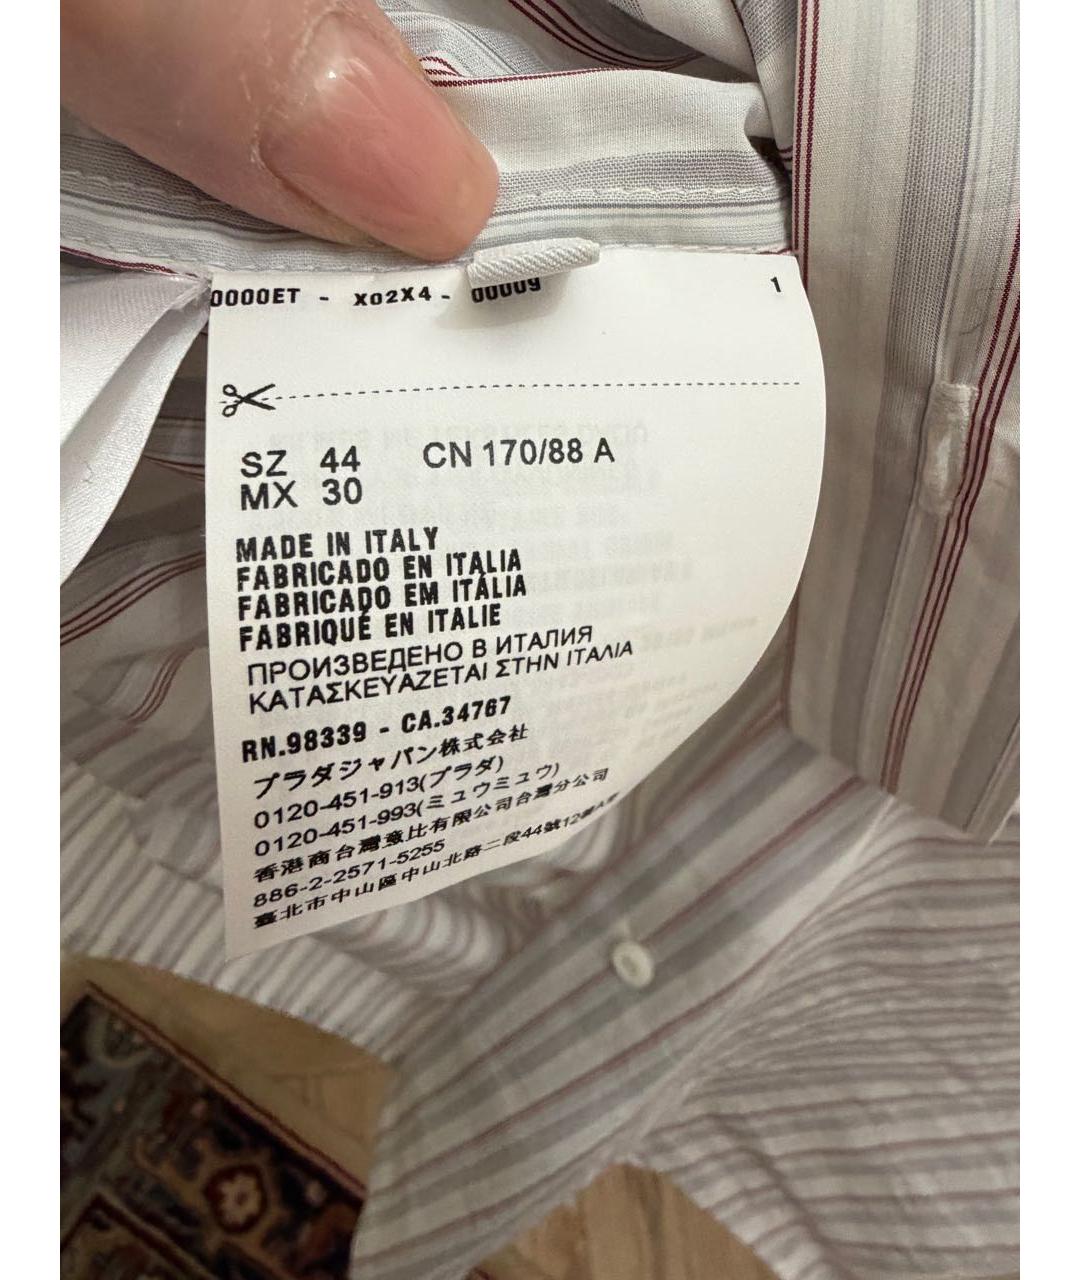 0000ET - X02X4 - 00009 1
SZ 44 CN 170/88 A
MX 30
MADE IN ITALY
FABRICADO EN ITALIA
FABRICADO EM ITÁLIA
FABRIQUÉ EN ITALIE
ПРОИЗВЕДЕНО В ИТАЛИЯ
ΚΑΤΑΣΚΕΥΑΖΕΤΑΙ ΣΤΗΝ ΙΤΑΛΙΑ
RN.98339 - CA.34767
プラダジャパン株式会社
0120-451-913(プラダ)
0120-451-993(ミュウミュウ)
香港商台灣意比有限公司台灣分公司
886-2-2571-5255
臺北市中山區中山北路二段44號12樓